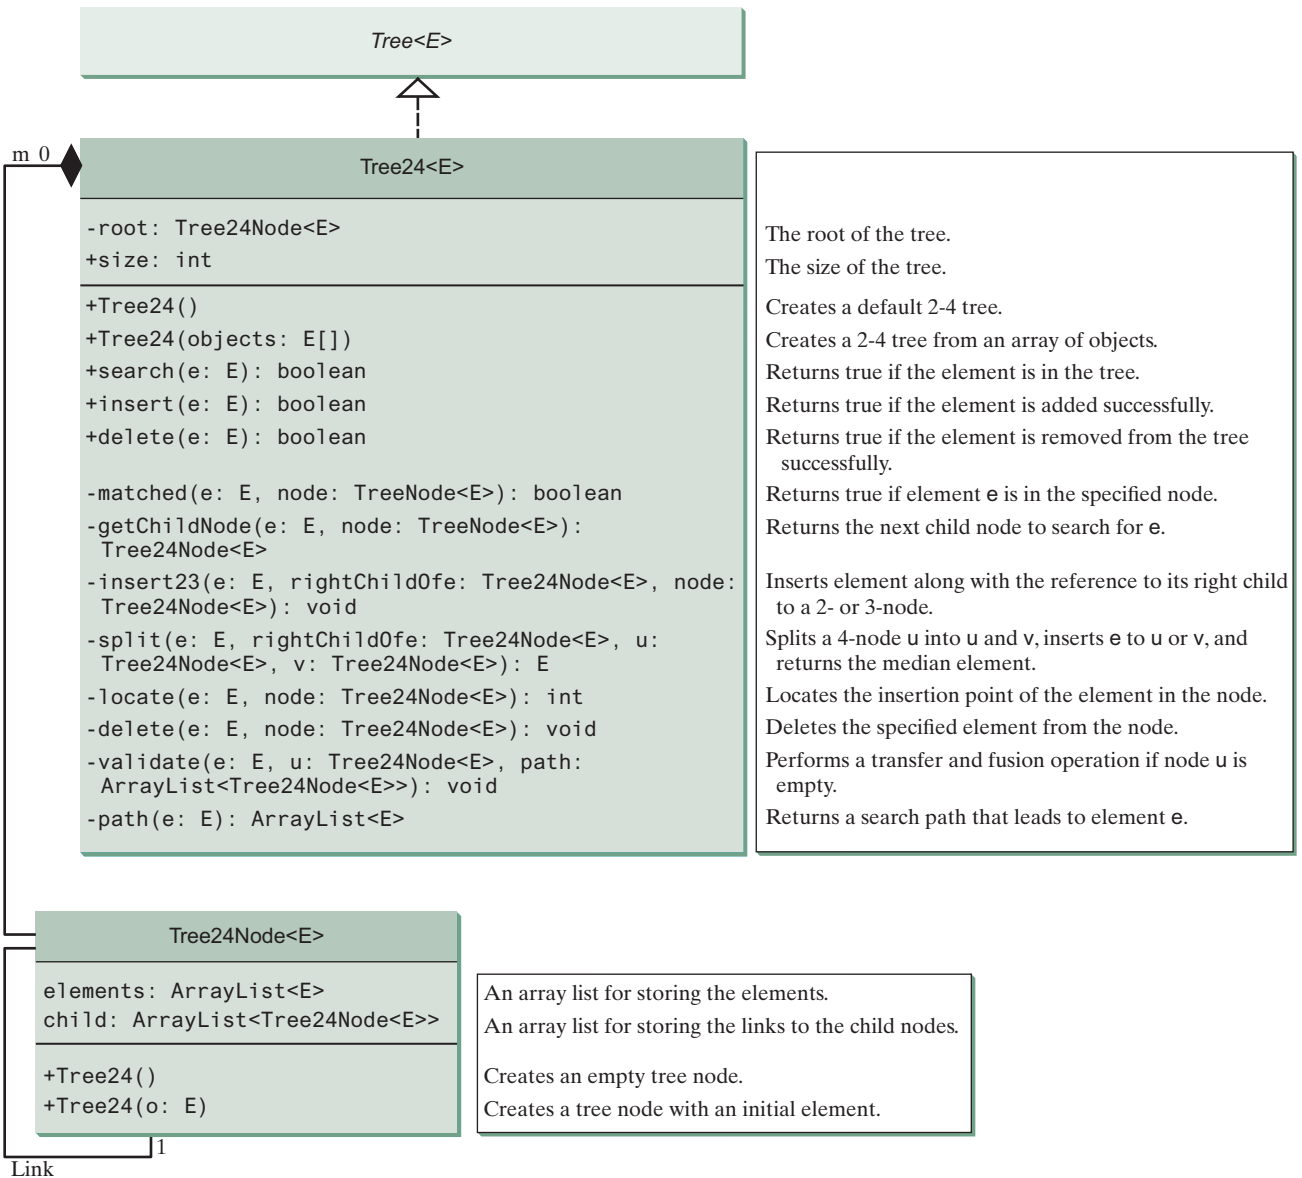 Tree<E>
m 0
Tree24<E>
-root: Tree24Node<E>
The root of the tree.
+size: int
The size of the tree.
+Tree24()
Creates a default 2-4 tree.
+Tree24(objects: E[])
Creates a 2-4 tree from an array of objects.
+search(e: E): boolean
Returns true if the element is in the tree.
+insert(e: E): boolean
Returns true if the element is added successfully.
+delete(e: E): boolean
Returns true if the element is removed from the tree
successfully.
-matched(e: E, node: TreeNode<E>): boolean
Returns true if element e is in the specified node.
-getChildNode(e: E, node: TreeNode<E>):
Tree24Node<E>
Returns the next child node to search for e.
-insert23(e: E, rightChildOfe: Tree24Node<E>, node:
Tree24Node<E>): void
Inserts element along with the reference to its right child
to a 2- or 3-node.
-split(e: E, rightChildOfe: Tree24Node<E>, u:
Tree24Node<E>, v: Tree24Node<E>): E
Splits a 4-node u into u and v, inserts e to u or v, and
returns the median element.
-locate(e: E, node: Tree24Node<E>): int
Locates the insertion point of the element in the node.
-delete(e: E, node: Tree24Node<E>): void
Deletes the specified element from the node.
-validate(e: E, u: Tree24Node<E>, path:
ArrayList<Tree24Node<E>>): void
Performs a transfer and fusion operation if node u is
empty.
-path(e: E): ArrayList<E>
Returns a search path that leads to element e.
Tree24Node<E>
elements: ArrayList<E>
An array list for storing the elements.
child: ArrayList<Tree24Node<E>>
An array list for storing the links to the child nodes.
+Tree24()
Creates an empty tree node.
+Tree24(o: E)
Creates a tree node with an initial element.
1
Link